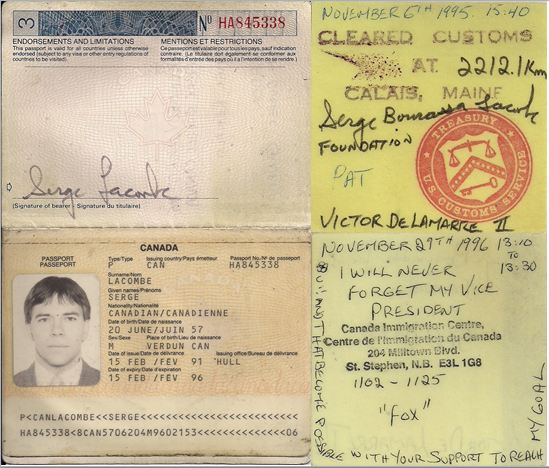 3
Nº HA845338
ENDORSEMENTS AND LIMITATIONS
This passport is valid for all countries unless otherwise
endorsed (subject to any visa or other entry regulations of
countries to be visited).
MENTIONS ET RESTRICTIONS
Ce passeport est valide pour tous les pays, sauf indication
contraire. (Le titulaire doit également se conformer aux
formalités d'entrée des pays où il a l'intention de se rendre.)
Serge Lacombe
(Signature of bearer - Signature du titulaire)
CANADA
PASSPORT
PASSEPORT
Type/Type
Issuing country/Pays émetteur
Passport No./Nº de passeport
CAN
HA845338
Surname/Nom
LACOMBE
Given names/Prénoms
SERGE
Nationality/Nationalité
CANADIAN/CANADIENNE
Date of birth/Date de naissance
20 JUNE/JUIN 57
Sex/Sexe
Place of birth/Lieu de naissance
M VERDUN CAN
Date of issue/Date de délivrance
Issuing office/Bureau de délivrance
15 FEB /FÉV 91 HULL
Date of expiry/Date d'expiration
15 FEB /FÉV 96
P<CANLACOMBE<<SERGE<<<<<<<<<<<<<<<<<<<<<<<<<
HA845338<8CAN5706204M9602153<<<<<<<<<<<<<<06
NOVEMBER 6TH 1995. 15:40
CLEARED CUSTOMS
AT 2212.1Km
CALAIS, MAINE
Serge Bourassa Lacombe
FOUNDATION
PAT
TREASURY
U.S. CUSTOMS SERVICE
VICTOR DELAMARRE II
NOVEMBER 29TH 1996 13:10
TO
13:30
I WILL NEVER
FORGET MY VICE
PRESIDENT
Canada Immigration Centre,
Centre de l'Immigration du Canada
204 Milltown Blvd.
St. Stephen, N.B. E3L 1G8
1102 - 1125
"FOX"
THAT BECOME POSSIBLE WITH YOUR SUPPORT TO REACH MY GOAL